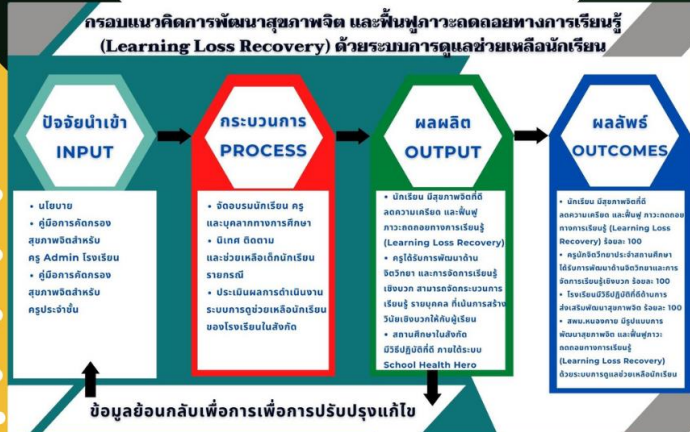 กรอบแนวคิดการพัฒนาสุขภาพจิต และฟื้นฟูภาวะถดถอยทางการเรียนรู้
(Learning Loss Recovery) ด้วยระบบการดูแลช่วยเหลือนักเรียน
ปัจจัยนำเข้า
INPUT
• นโยบาย
• คู่มือการคัดกรอง
สุขภาพจิตสำหรับ
ครู Admin โรงเรียน
• คู่มือการคัดกรอง
สุขภาพจิตสำหรับ
ครูประจำชั้น
กระบวนการ
PROCESS
• จัดอบรมนักเรียน ครู
และบุคลากทางการศึกษา
• นิเทศ ติดตาม
และช่วยเหลือเด็กนักเรียน
รายกรณี
• ประเมินผลการดำเนินงาน
ระบบการดูช่วยเหลือนักเรียน
ของโรงเรียนในสังกัด
ผลผลิต
OUTPUT
• นักเรียน มีสุขภาพจิตที่ดี
ลดความเครียด และฟื้นฟู
ภาวะถดถอยทางการเรียนรู้
(Learning Loss Recovery)
• ครูได้รับการพัฒนาด้าน
จิตวิทยา และการจัดการเรียนรู้
เชิงบวก สามารถจัดกระบวนการ
เรียนรู้ รายบุคคล ที่เน้นการสร้าง
วินัยเชิงบวกให้กับผู้เรียน
• สถานศึกษาในสังกัด
มีวิธีปฏิบัติที่ดี ภายใต้ระบบ
School Health Hero
ผลลัพธ์
OUTCOMES
• นักเรียน มีสุขภาพจิตที่ดี
ลดความเครียด และฟื้นฟู ภาวะถดถอย
ทางการเรียนรู้ (Learning Loss
Recovery) ร้อยละ 100
• ครูนักจิตวิทยาประจำสถานศึกษา
ได้รับการพัฒนาด้านจิตวิทยาและการ
จัดการเรียนรู้เชิงบวก ร้อยละ 100
• โรงเรียนมีวิธีปฏิบัติที่ดีด้านการ
ส่งเสริมพัฒนาสุขภาพจิต ร้อยละ 100
• สพม.หนองคาย มีรูปแบบการ
พัฒนาสุขภาพจิต และฟื้นฟูภาวะ
ถดถอยทางการเรียนรู้
(Learning Loss Recovery)
ด้วยระบบการดูแลช่วยเหลือนักเรียน
ข้อมูลย้อนกลับเพื่อการเพื่อการปรับปรุงแก้ไข